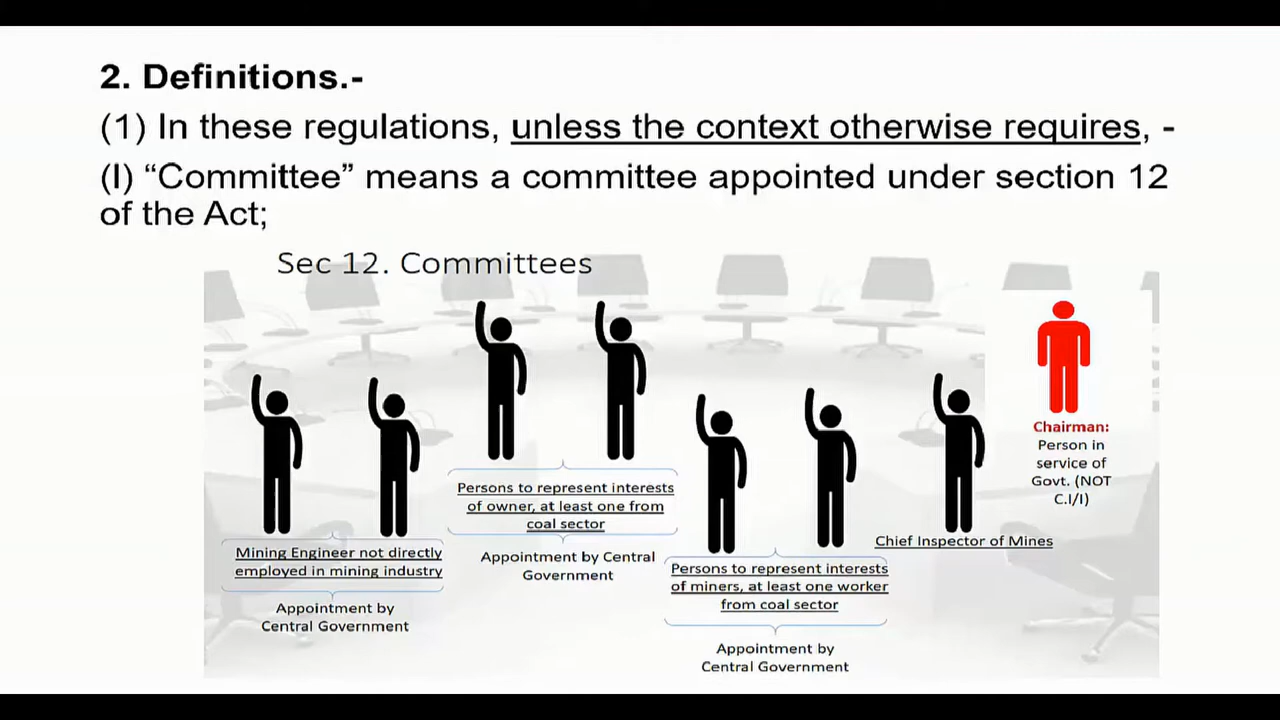 2. Definitions.-
(1) In these regulations, unless the context otherwise requires, -
(I) “Committee” means a committee appointed under section 12
of the Act;
Sec 12. Committees
Mining Engineer not directly
employed in mining industry
Appointment by
Central Government
Persons to represent interests
of owner, at least one from
coal sector
Appointment by Central
Government
Persons to represent interests
of miners, at least one worker
from coal sector
Appointment by
Central Government
Chief Inspector of Mines
Chairman:
Person in
service of
Govt. (NOT
C.I/I)